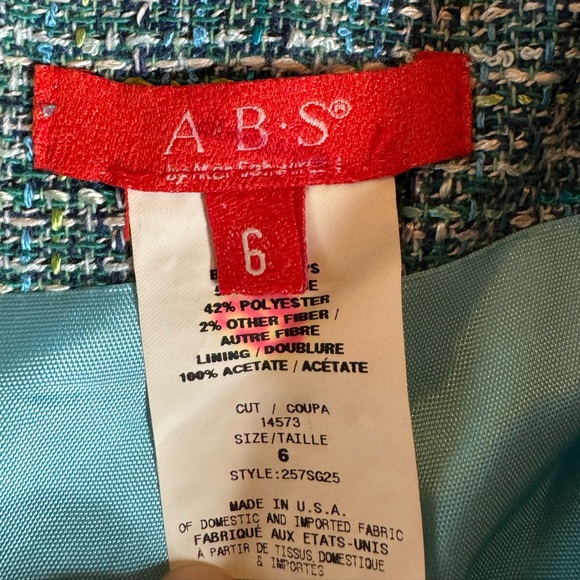 A·B·S®
6
42% POLYESTER
2% OTHER FIBER /
AUTRE FIBRE
LINING / DOUBLURE
100% ACETATE / ACÉTATE
CUT / COUPA
14573
SIZE/TAILLE
6
STYLE:257SG25
MADE IN U.S.A.
OF DOMESTIC AND IMPORTED FABRIC
FABRIQUÉ AUX ETATS-UNIS
À PARTIR DE TISSUS DOMESTIQUE
& IMPORTÉS